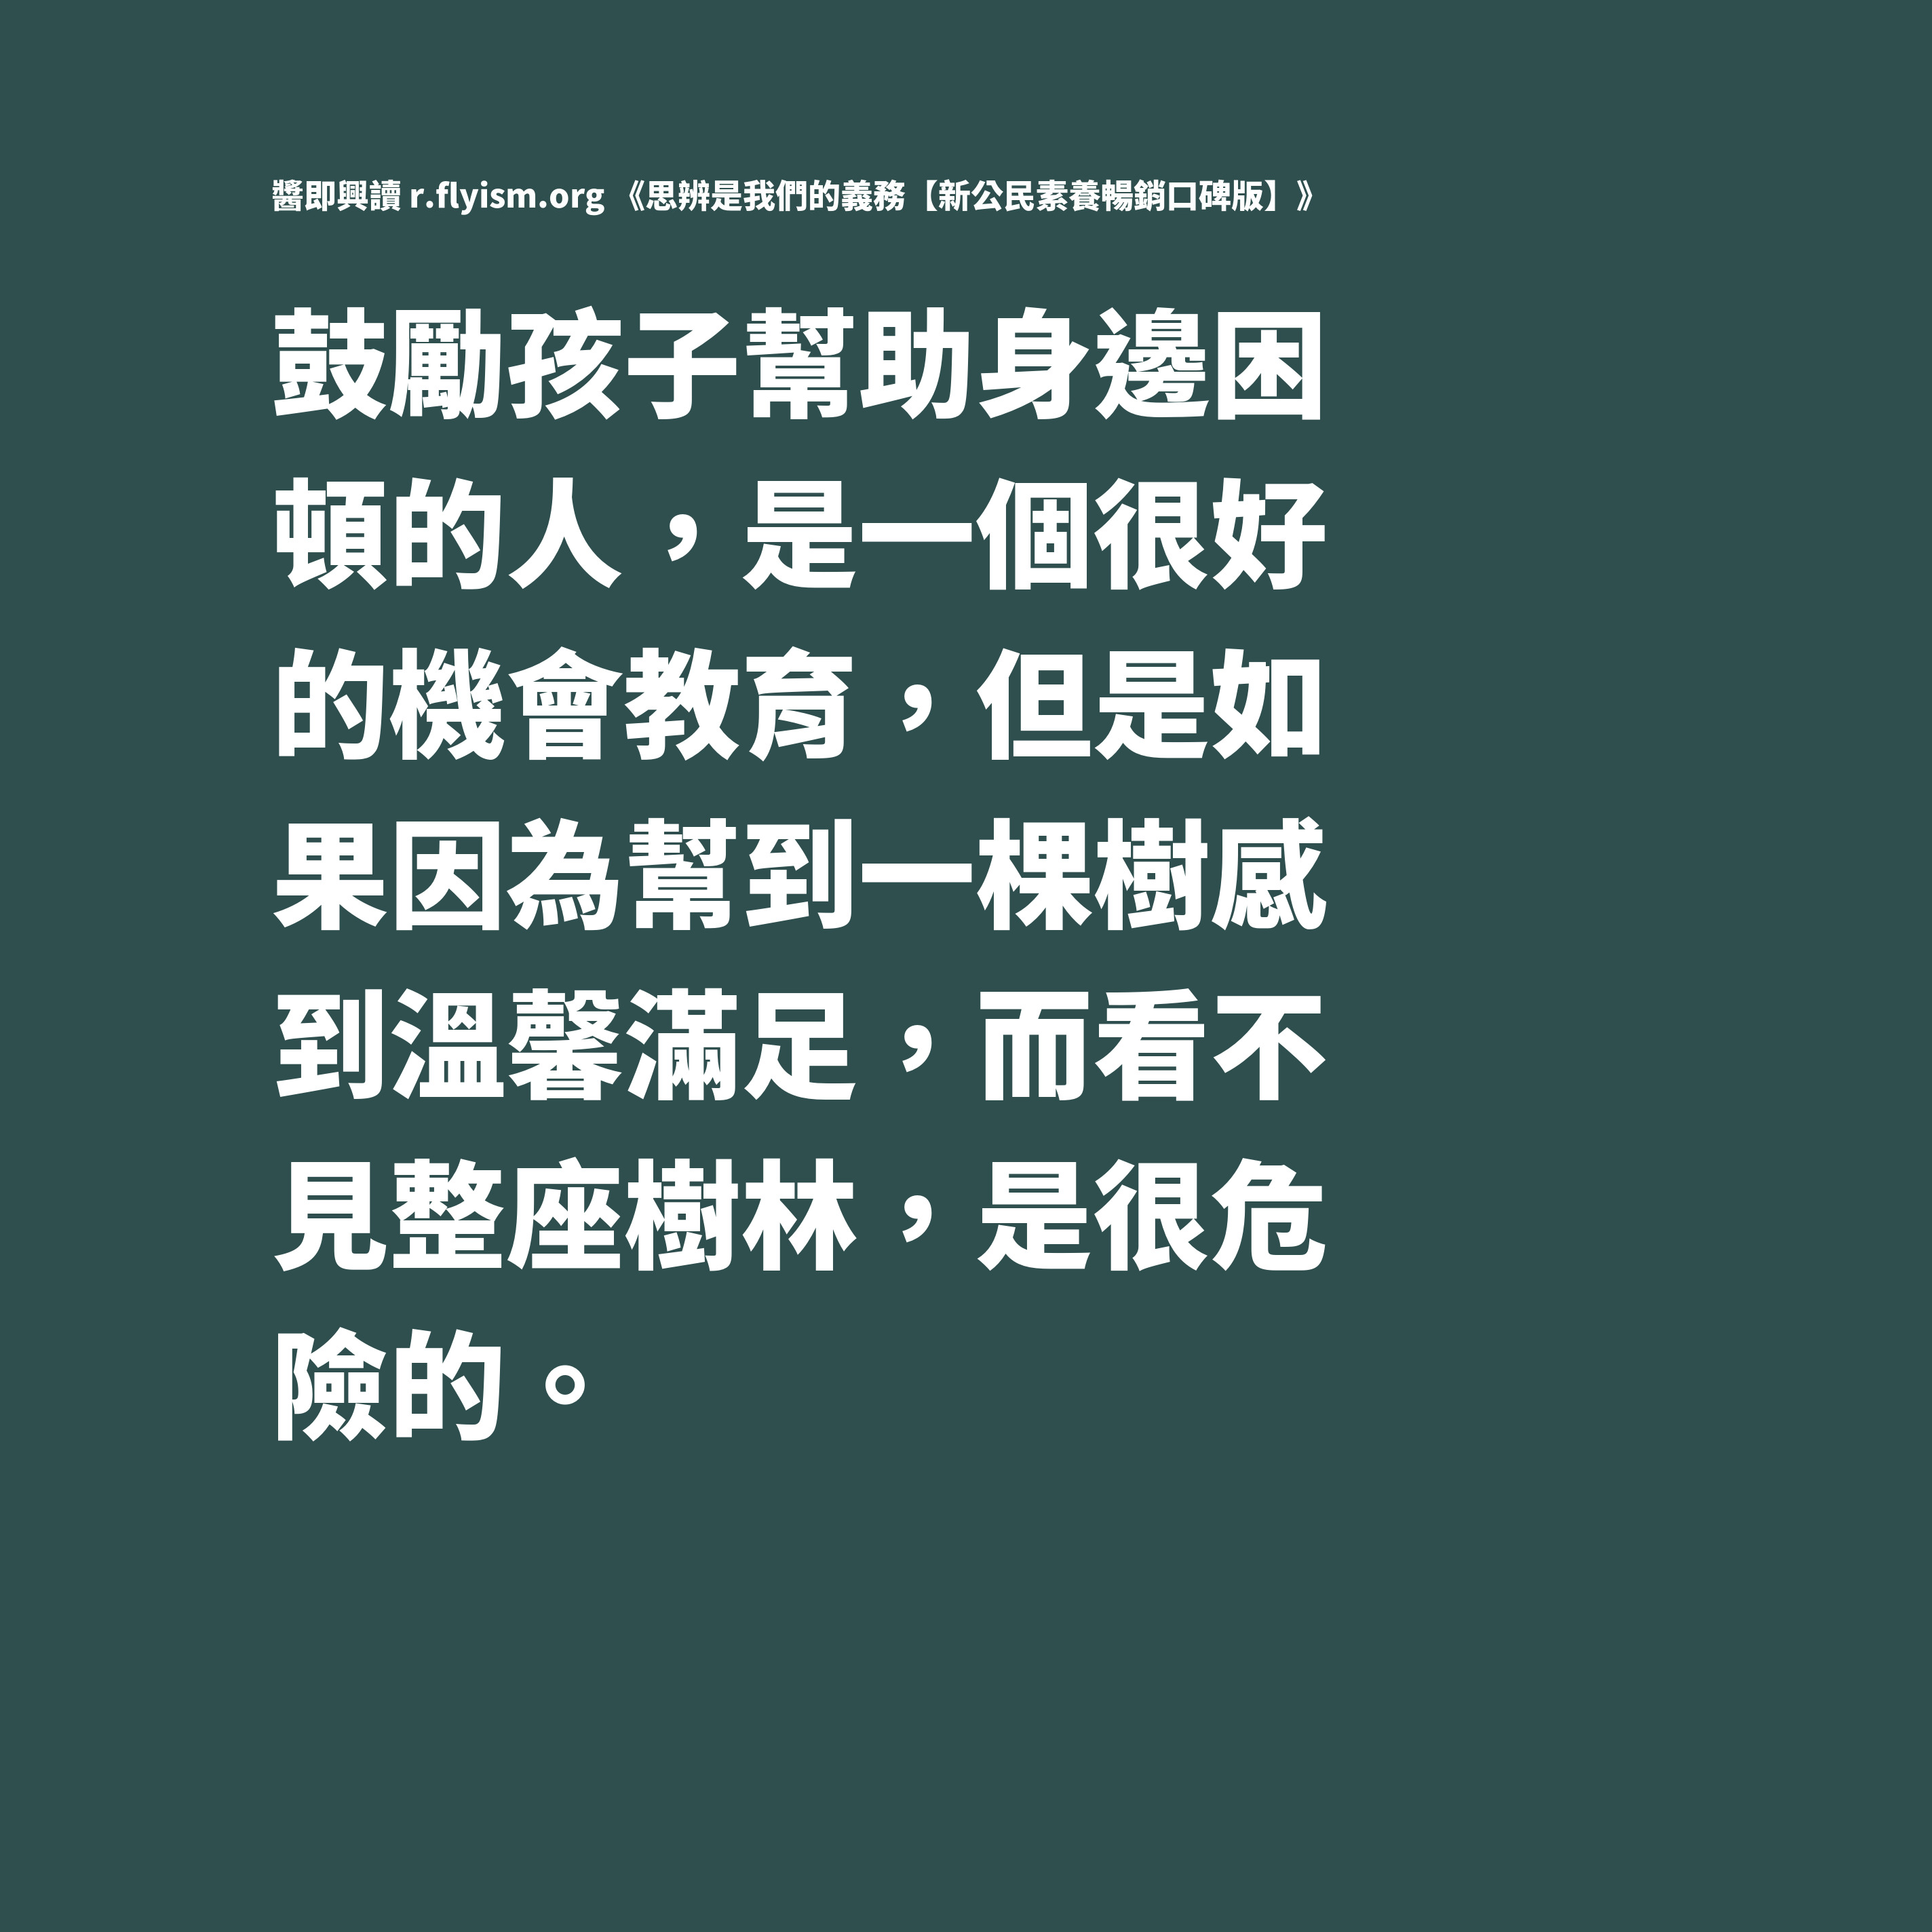 醬即興讀 r.flyism.org《思辨是我們的義務【新公民素養暢銷口碑版】》
鼓勵孩子幫助身邊困
頓的人，是一個很好
的機會教育，但是如
果因為幫到一棵樹感
到溫馨滿足，而看不
見整座樹林，是很危
險的。